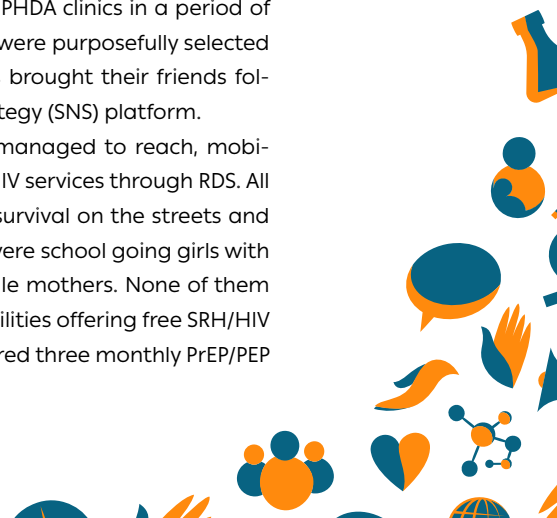 PHDA clinics in a period of
were purposefully selected
brought their friends fol-
tegy (SNS) platform.
managed to reach, mobi-
IV services through RDS. All
survival on the streets and
vere school going girls with
le mothers. None of them
ilities offering free SRH/HIV
red three monthly PrEP/PEP